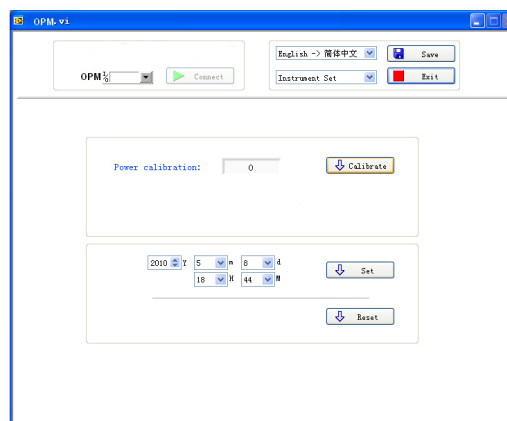 OPM.vi
English -> 简体中文
Save
OPM
Connect
Instrument Set
Exit
Power calibration:
0
Calibrate
2010 Y 5 m 8 d
18 H 44 M
Set
Reset